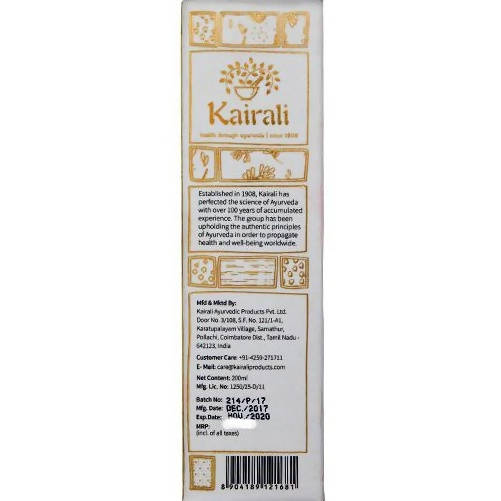 Kairali
health through ayurveda | since 1908
Established in 1908, Kairali has
perfected the science of Ayurveda
with over 100 years of accumulated
experience. The group has been
upholding the authentic principles
of Ayurveda in order to propagate
health and well-being worldwide.
Mfd & Mktd By:
Kairali Ayurvedic Products Pvt. Ltd.
Door No. 3/108, S.F. No. 121/1-A1,
Karatupalayam Village, Samathur,
Pollachi, Coimbatore Dist., Tamil Nadu -
642123, India
Customer Care: +91-4259-271711
E- Mail: care@kairaliproducts.com
Net Content: 200ml
Mfg. Lic. No: 1250/25-D/11
Batch No: 214/P/17
Mfg. Date: DEC./2017
Exp.Date: NOV./2020
MRP:
(incl. of all taxes)
8 904189 121681